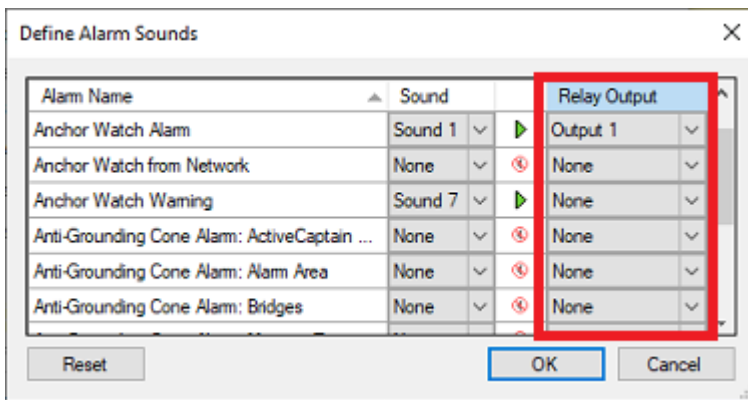 Define Alarm Sounds
Alarm Name Sound Relay Output
Anchor Watch Alarm Sound 1 Output 1
Anchor Watch from Network None None
Anchor Watch Warning Sound 7 None
Anti-Grounding Cone Alarm: ActiveCaptain ... None None
Anti-Grounding Cone Alarm: Alarm Area None None
Anti-Grounding Cone Alarm: Bridges None None
Reset OK Cancel